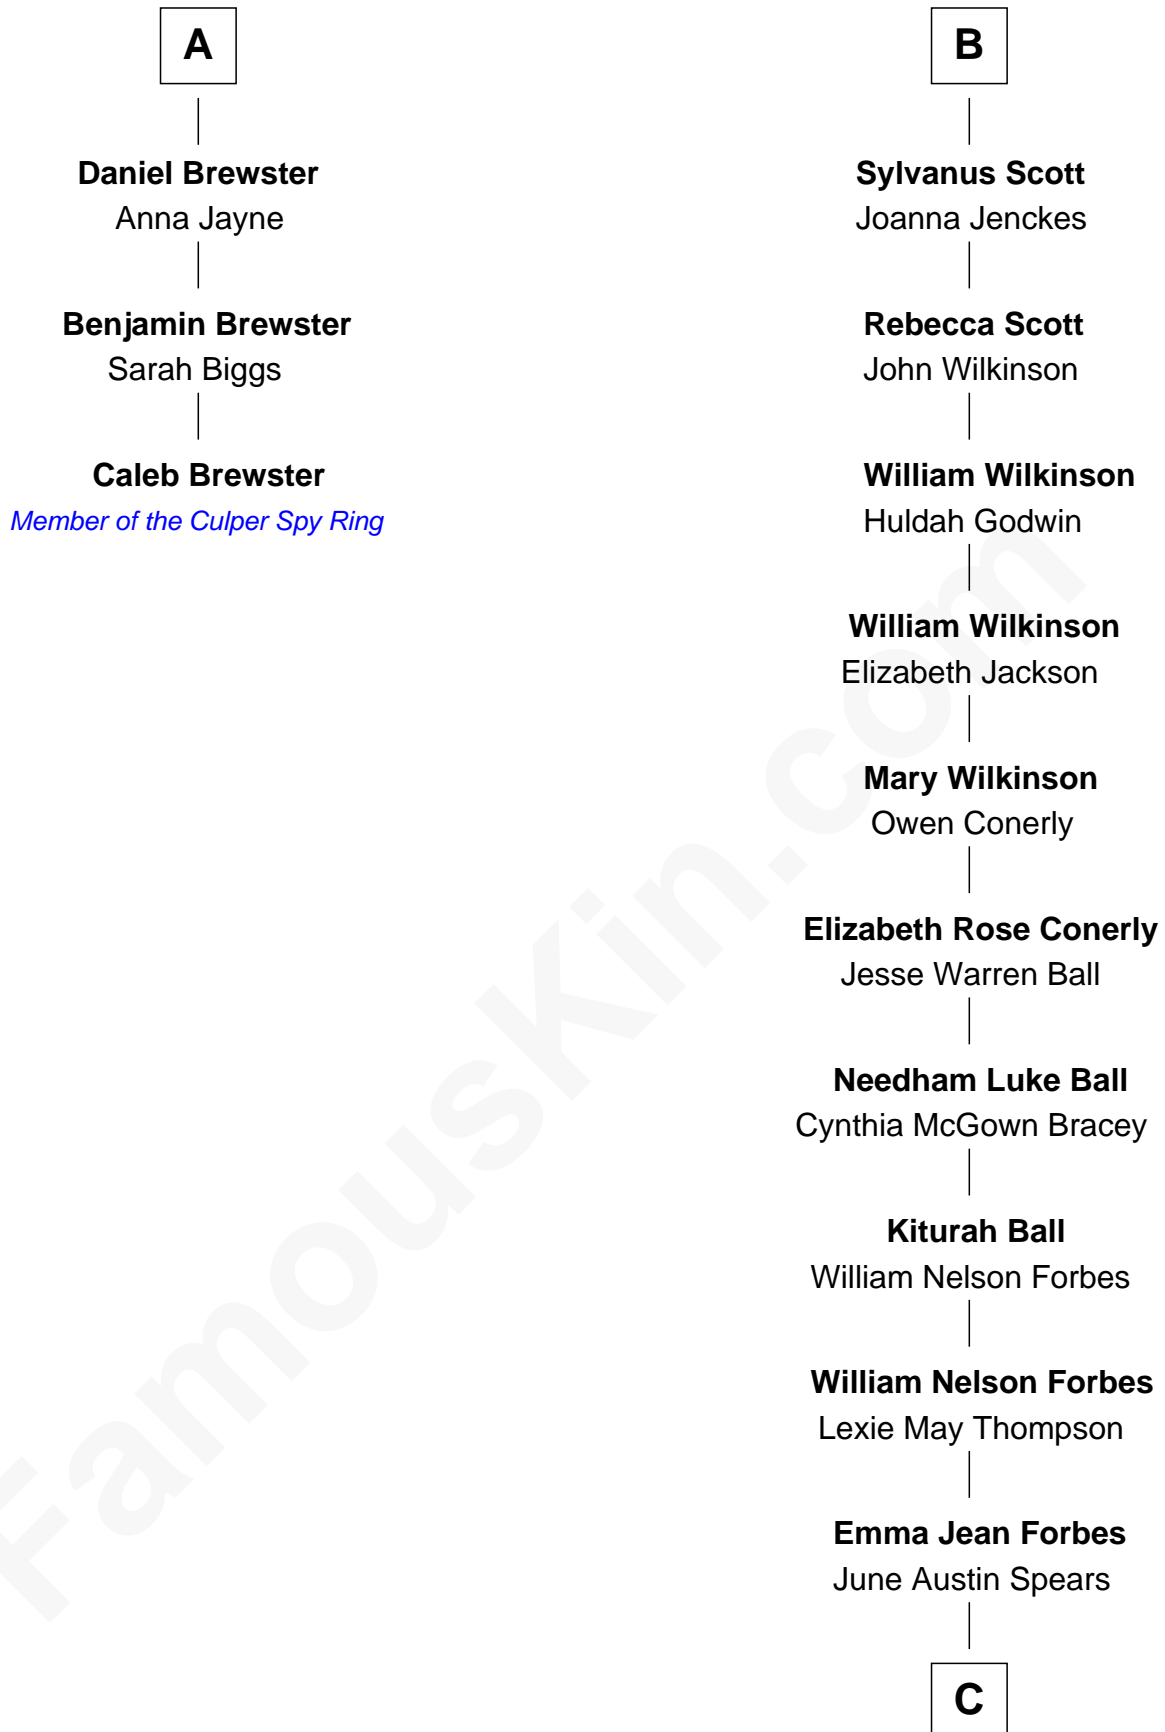 A
Daniel Brewster
Anna Jayne
Benjamin Brewster
Sarah Biggs
Caleb Brewster
Member of the Culper Spy Ring
B
Sylvanus Scott
Joanna Jenckes
Rebecca Scott
John Wilkinson
William Wilkinson
Huldah Godwin
William Wilkinson
Elizabeth Jackson
Mary Wilkinson
Owen Conerly
Elizabeth Rose Conerly
Jesse Warren Ball
Needham Luke Ball
Cynthia McGown Bracey
Kiturah Ball
William Nelson Forbes
William Nelson Forbes
Lexie May Thompson
Emma Jean Forbes
June Austin Spears
C
FamousKin.com